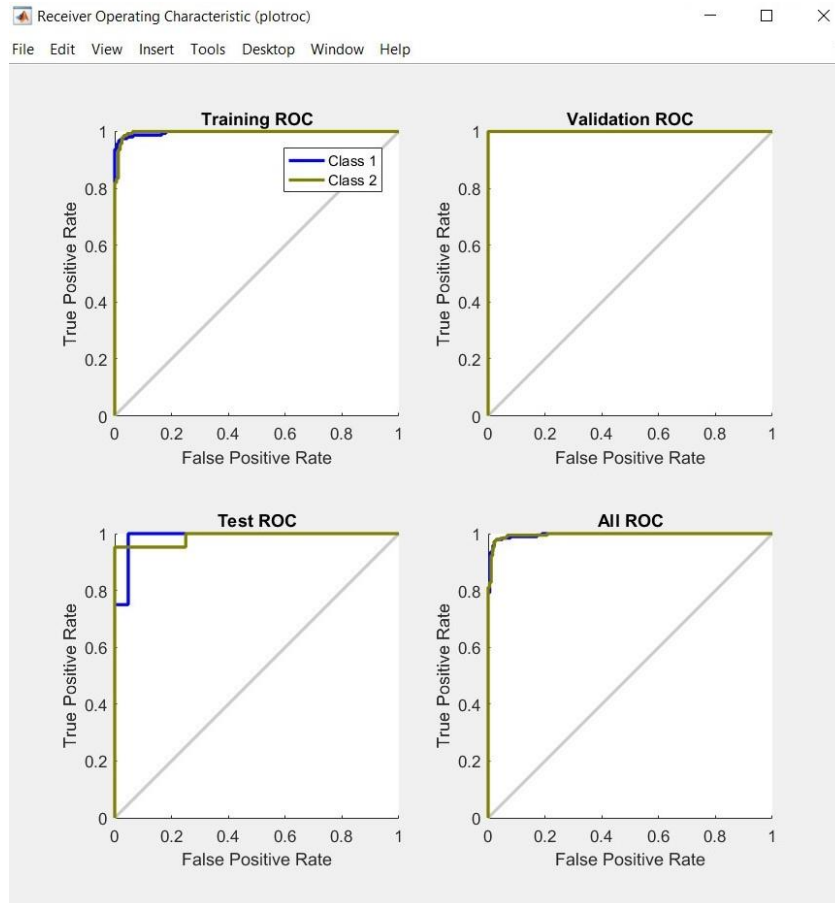 Receiver Operating Characteristic (plotroc)
File Edit View Insert Tools Desktop Window Help
Training ROC
1
0.8
0.6
0.4
0.2
0
True Positive Rate
Class 1
Class 2
0 0.2 0.4 0.6 0.8 1
False Positive Rate
Validation ROC
1
0.8
0.6
0.4
0.2
0
True Positive Rate
0 0.2 0.4 0.6 0.8 1
False Positive Rate
Test ROC
1
0.8
0.6
0.4
0.2
0
True Positive Rate
0 0.2 0.4 0.6 0.8 1
False Positive Rate
All ROC
1
0.8
0.6
0.4
0.2
0
True Positive Rate
0 0.2 0.4 0.6 0.8 1
False Positive Rate